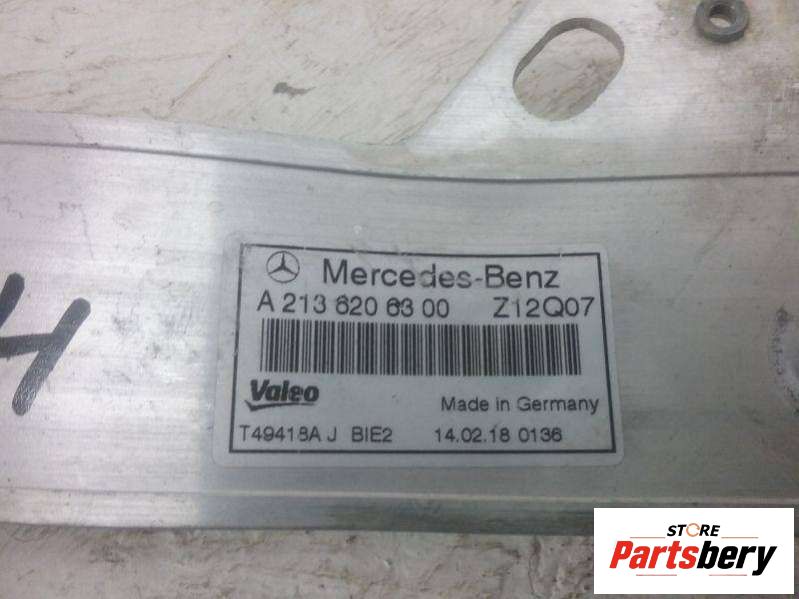 Mercedes-Benz
A 213 620 63 00 Z12Q07
Valeo
Made in Germany
T49418A J BIE2 14.02.18 0136
H
STORE
Partsbery